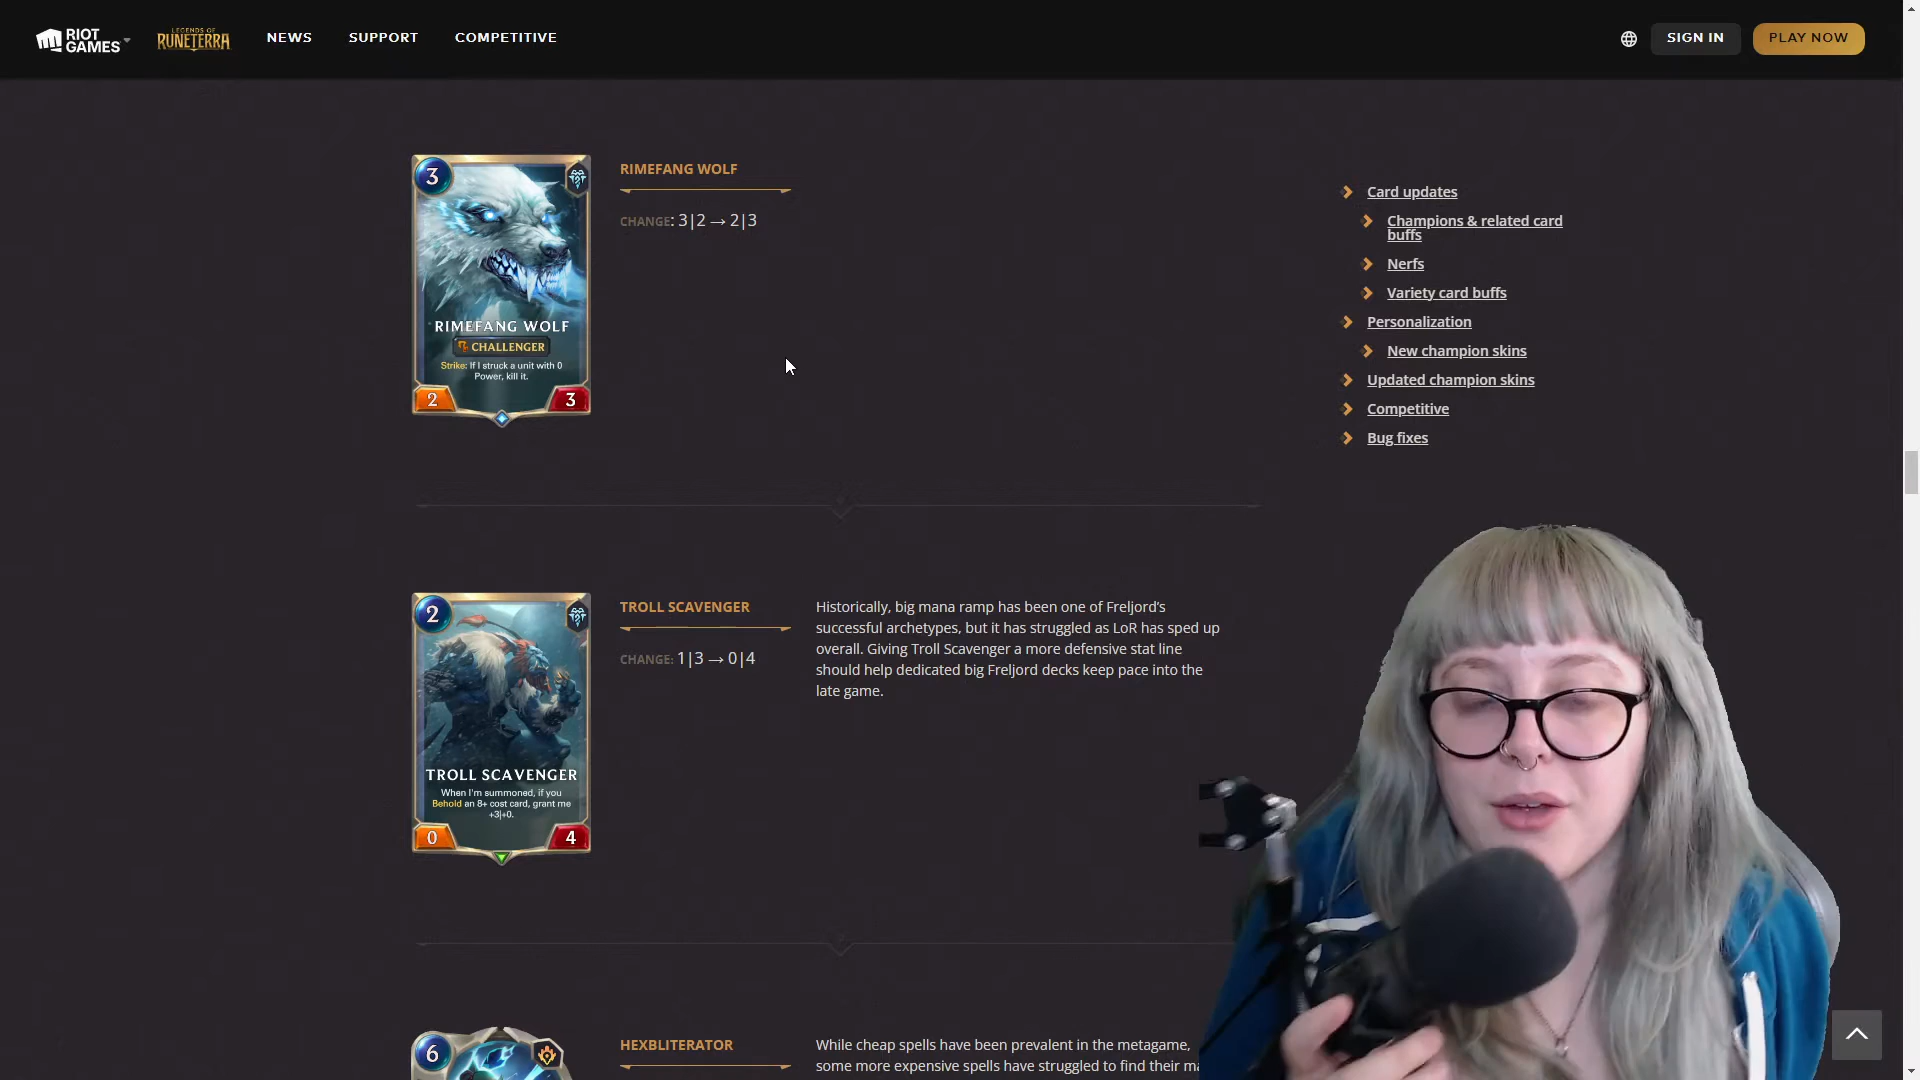 RIOT GAMES
LEGENDS OF RUNETERRA
NEWS
SUPPORT
COMPETITIVE
SIGN IN
PLAY NOW
3
RIMEFANG WOLF
CHALLENGER
Strike: If I struck a unit with 0
Power, kill it.
2
3
RIMEFANG WOLF
CHANGE: 3|2 → 2|3
Card updates
Champions & related card
buffs
Nerfs
Variety card buffs
Personalization
New champion skins
Updated champion skins
Competitive
Bug fixes
2
TROLL SCAVENGER
When I'm summoned, if you
Behold an 8+ cost card, grant me
+3|+0.
0
4
TROLL SCAVENGER
CHANGE: 1|3 → 0|4
Historically, big mana ramp has been one of Freljord's
successful archetypes, but it has struggled as LoR has sped up
overall. Giving Troll Scavenger a more defensive stat line
should help dedicated big Freljord decks keep pace into the
late game.
6
HEXBLITERATOR
While cheap spells have been prevalent in the metagame,
some more expensive spells have struggled to find their